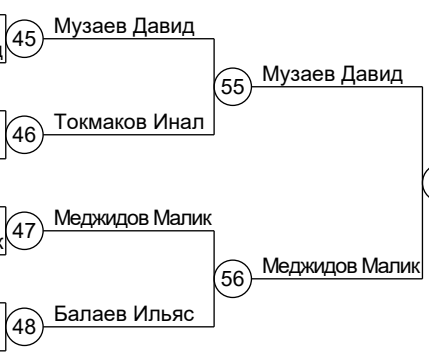 45 Музаев Давид
55 Музаев Давид
46 Токмаков Инал
47 Меджидов Малик
56 Меджидов Малик
48 Балаев Ильяс